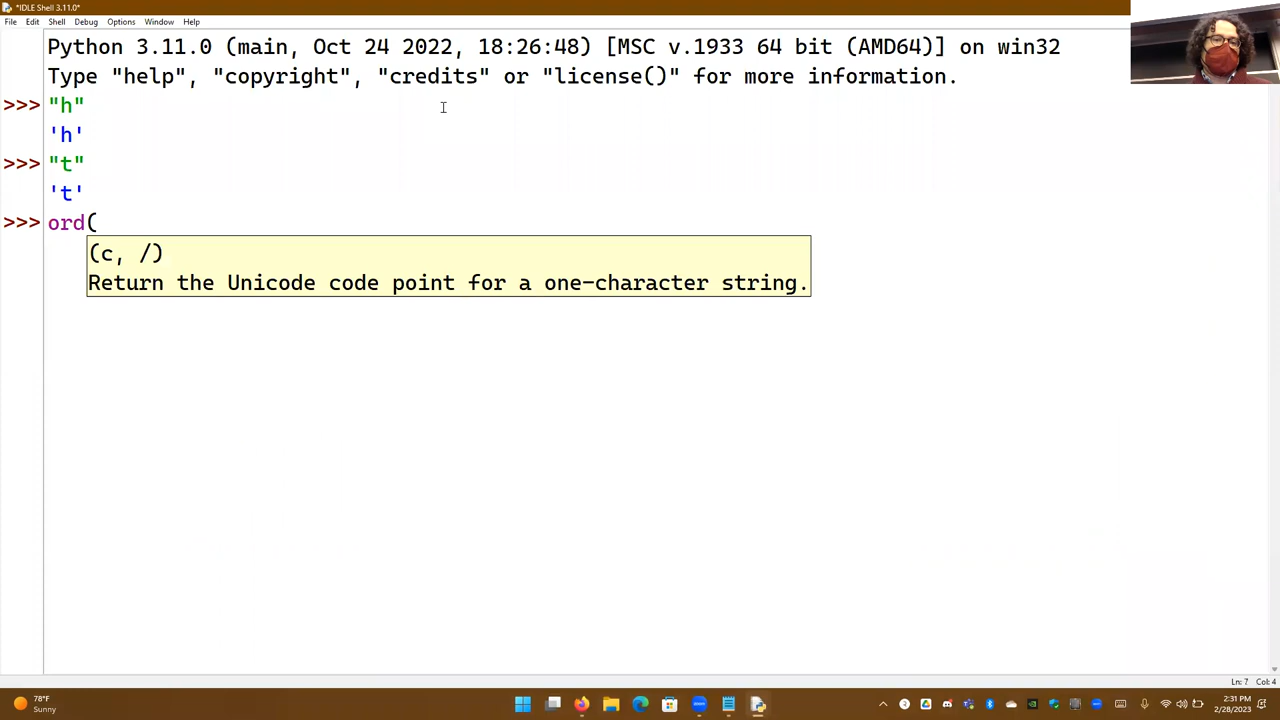 *IDLE Shell 3.11.0*
File Edit Shell Debug Options Window Help
Python 3.11.0 (main, Oct 24 2022, 18:26:48) [MSC v.1933 64 bit (AMD64)] on win32
Type "help", "copyright", "credits" or "license()" for more information.
>>> "h"
'h'
>>> "t"
't'
>>> ord(
(c, /)
Return the Unicode code point for a one-character string.
Ln: 7 Col: 4
78°F
Sunny
2:31 PM
2/28/2023